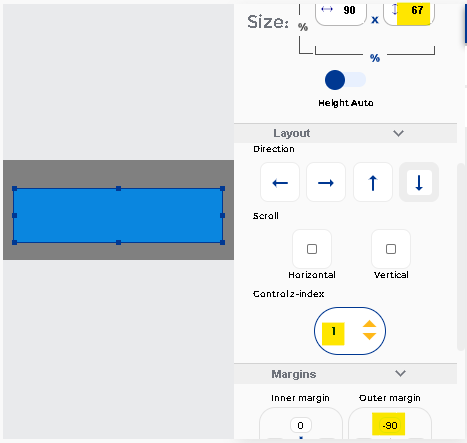 Size:
% 90 x 67
%
Height Auto
Layout
Direction
Scroll
Horizontal Vertical
Control z-index
1
Margins
Inner margin Outer margin
0 -90